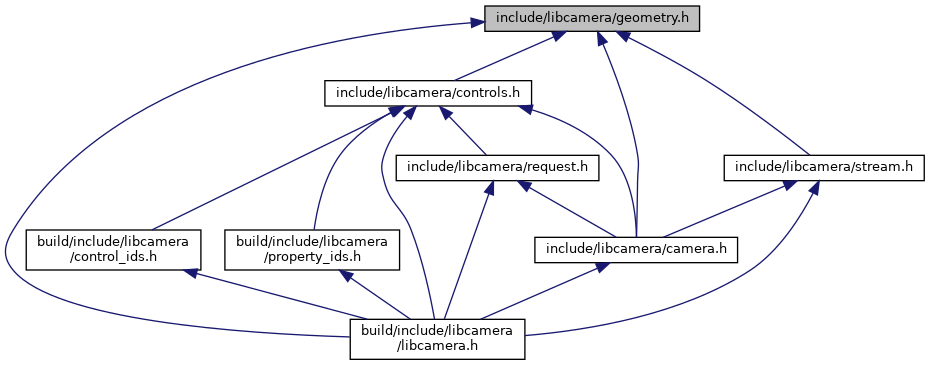 include/libcamera/geometry.h
include/libcamera/controls.h
include/libcamera/request.h
include/libcamera/stream.h
build/include/libcamera
/control_ids.h
build/include/libcamera
/property_ids.h
include/libcamera/camera.h
build/include/libcamera
/libcamera.h